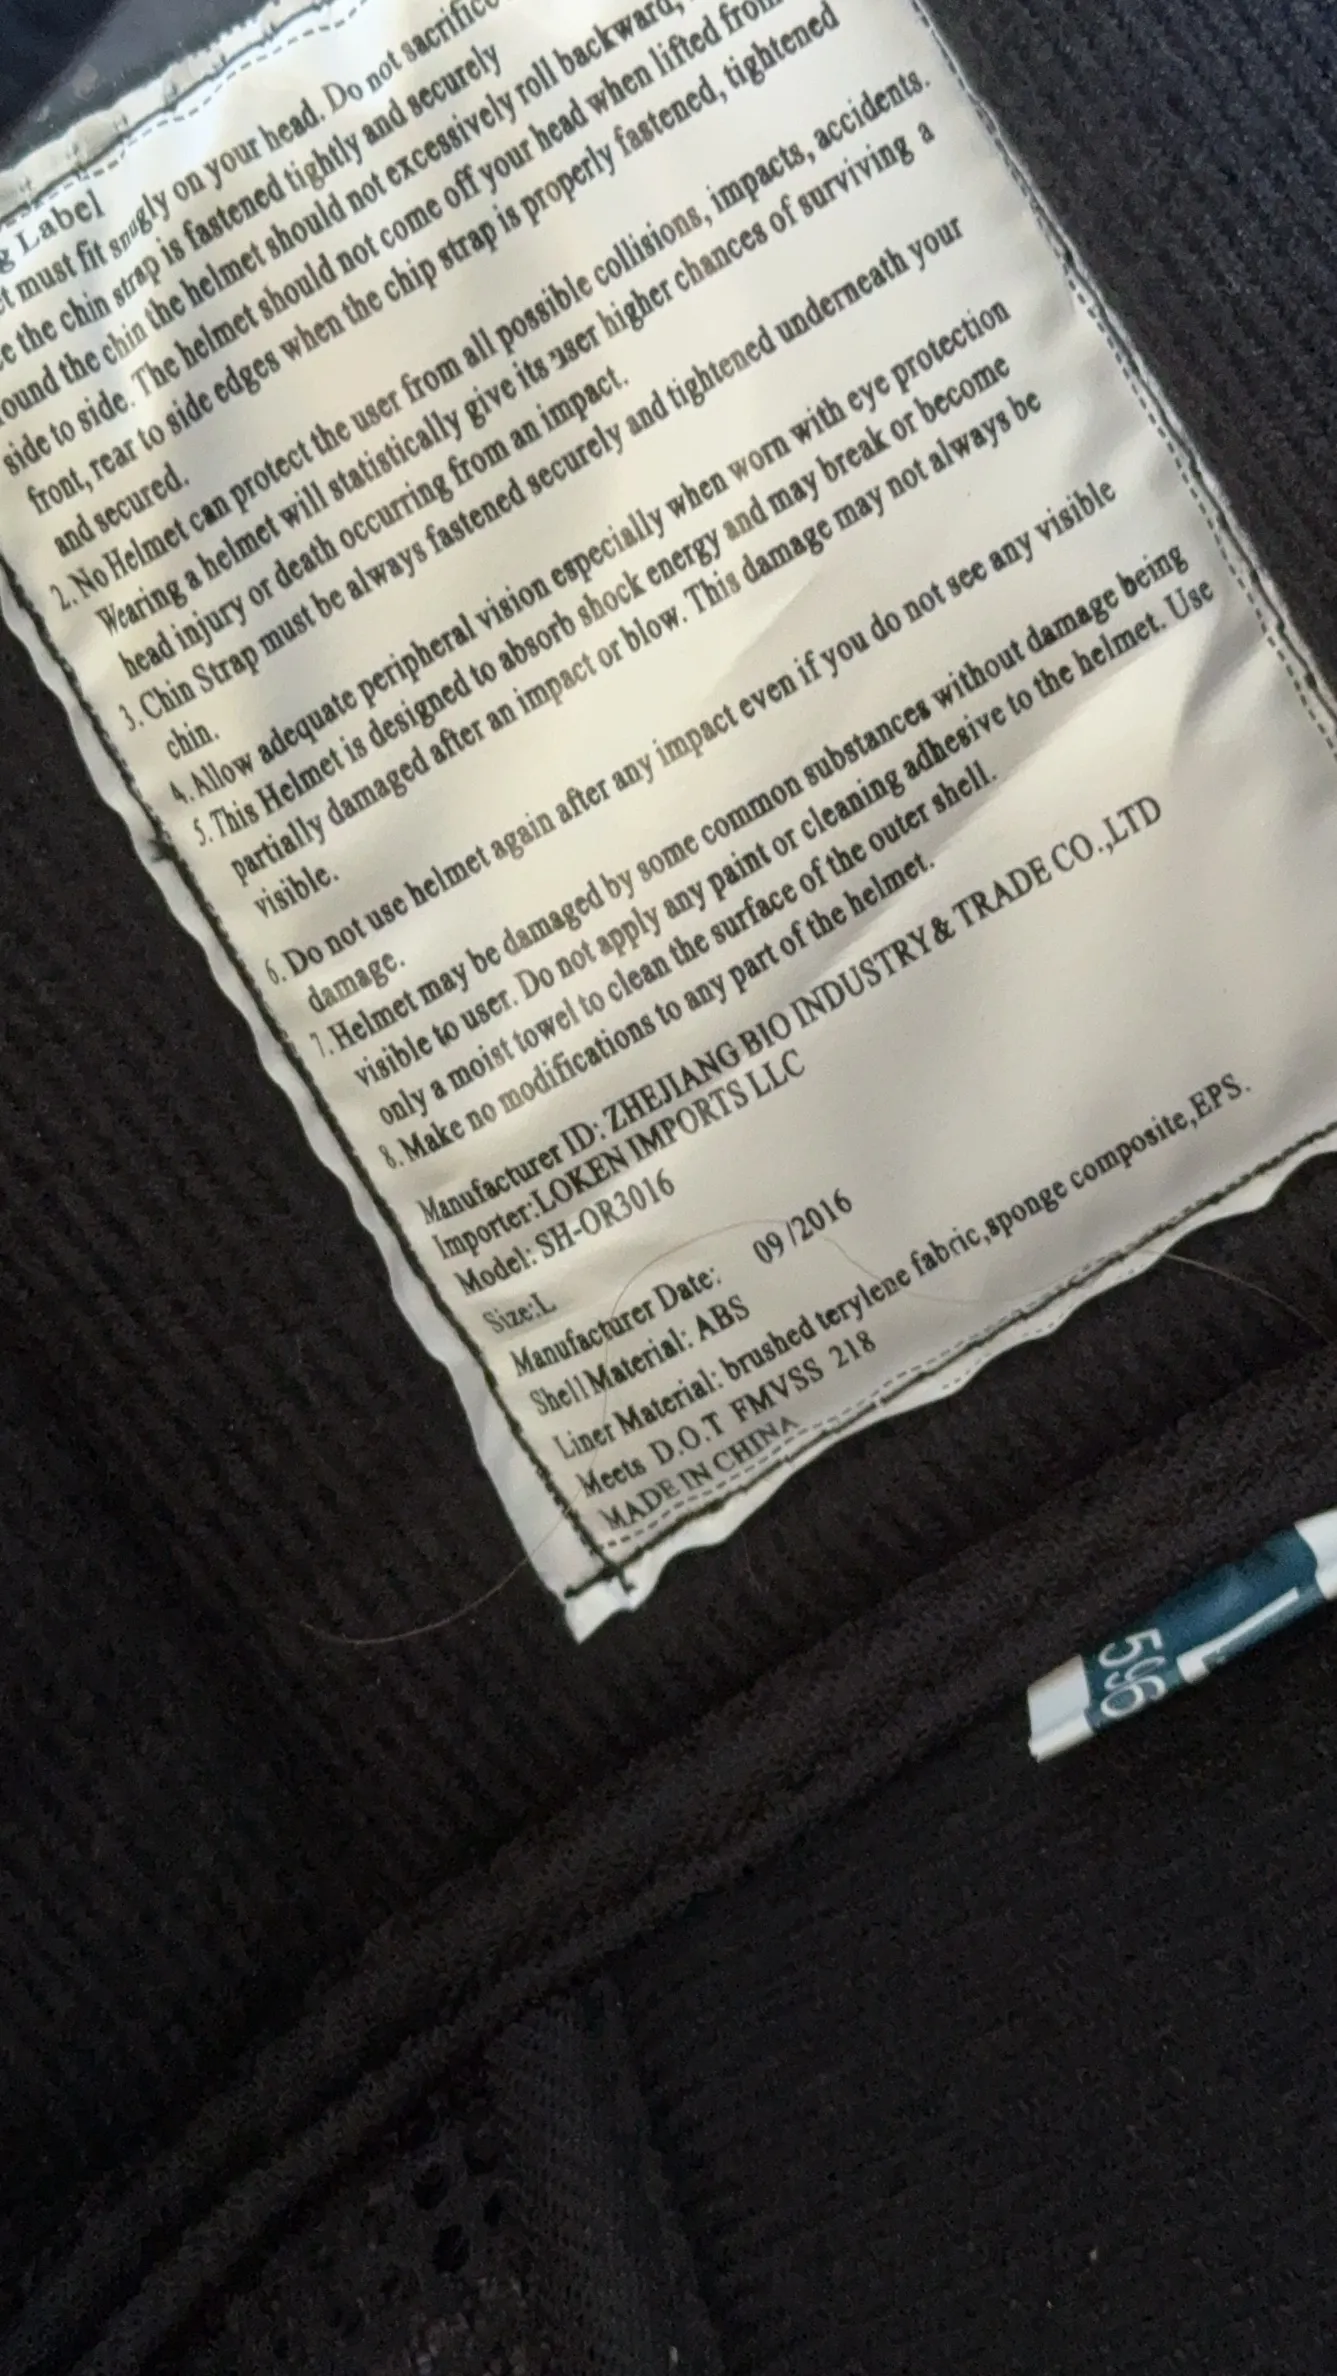 g Label
t must fit snugly on your head. Do not sacrifice
e the chin strap is fastened tightly and securely
ound the chin the helmet should not excessively roll backward,
side to side. The helmet should not come off your head when lifted from
front, rear to side edges when the chip strap is properly fastened, tightened
and secured.
2. No Helmet can protect the user from all possible collisions, impacts, accidents.
Wearing a helmet will statistically give its user higher chances of surviving a
head injury or death occurring from an impact.
3. Chin Strap must be always fastened securely and tightened underneath your
chin.
4. Allow adequate peripheral vision especially when worn with eye protection
5. This Helmet is designed to absorb shock energy and may break or become
partially damaged after an impact or blow. This damage may not always be
visible.
6. Do not use helmet again after any impact even if you do not see any visible
damage.
7. Helmet may be damaged by some common substances without damage being
visible to user. Do not apply any paint or cleaning adhesive to the helmet. Use
only a moist towel to clean the surface of the outer shell.
8. Make no modifications to any part of the helmet.
Manufacturer ID: ZHEJIANG BIO INDUSTRY& TRADE CO.,LTD
Importer:LOKEN IMPORTS LLC
Model: SH-OR3016
Size:L
Manufacturer Date: 09 /2016
Shell Material: ABS
Liner Material: brushed terylene fabric,sponge composite,EPS.
Meets D.O.T FMVSS 218
MADE IN CHINA
L
596